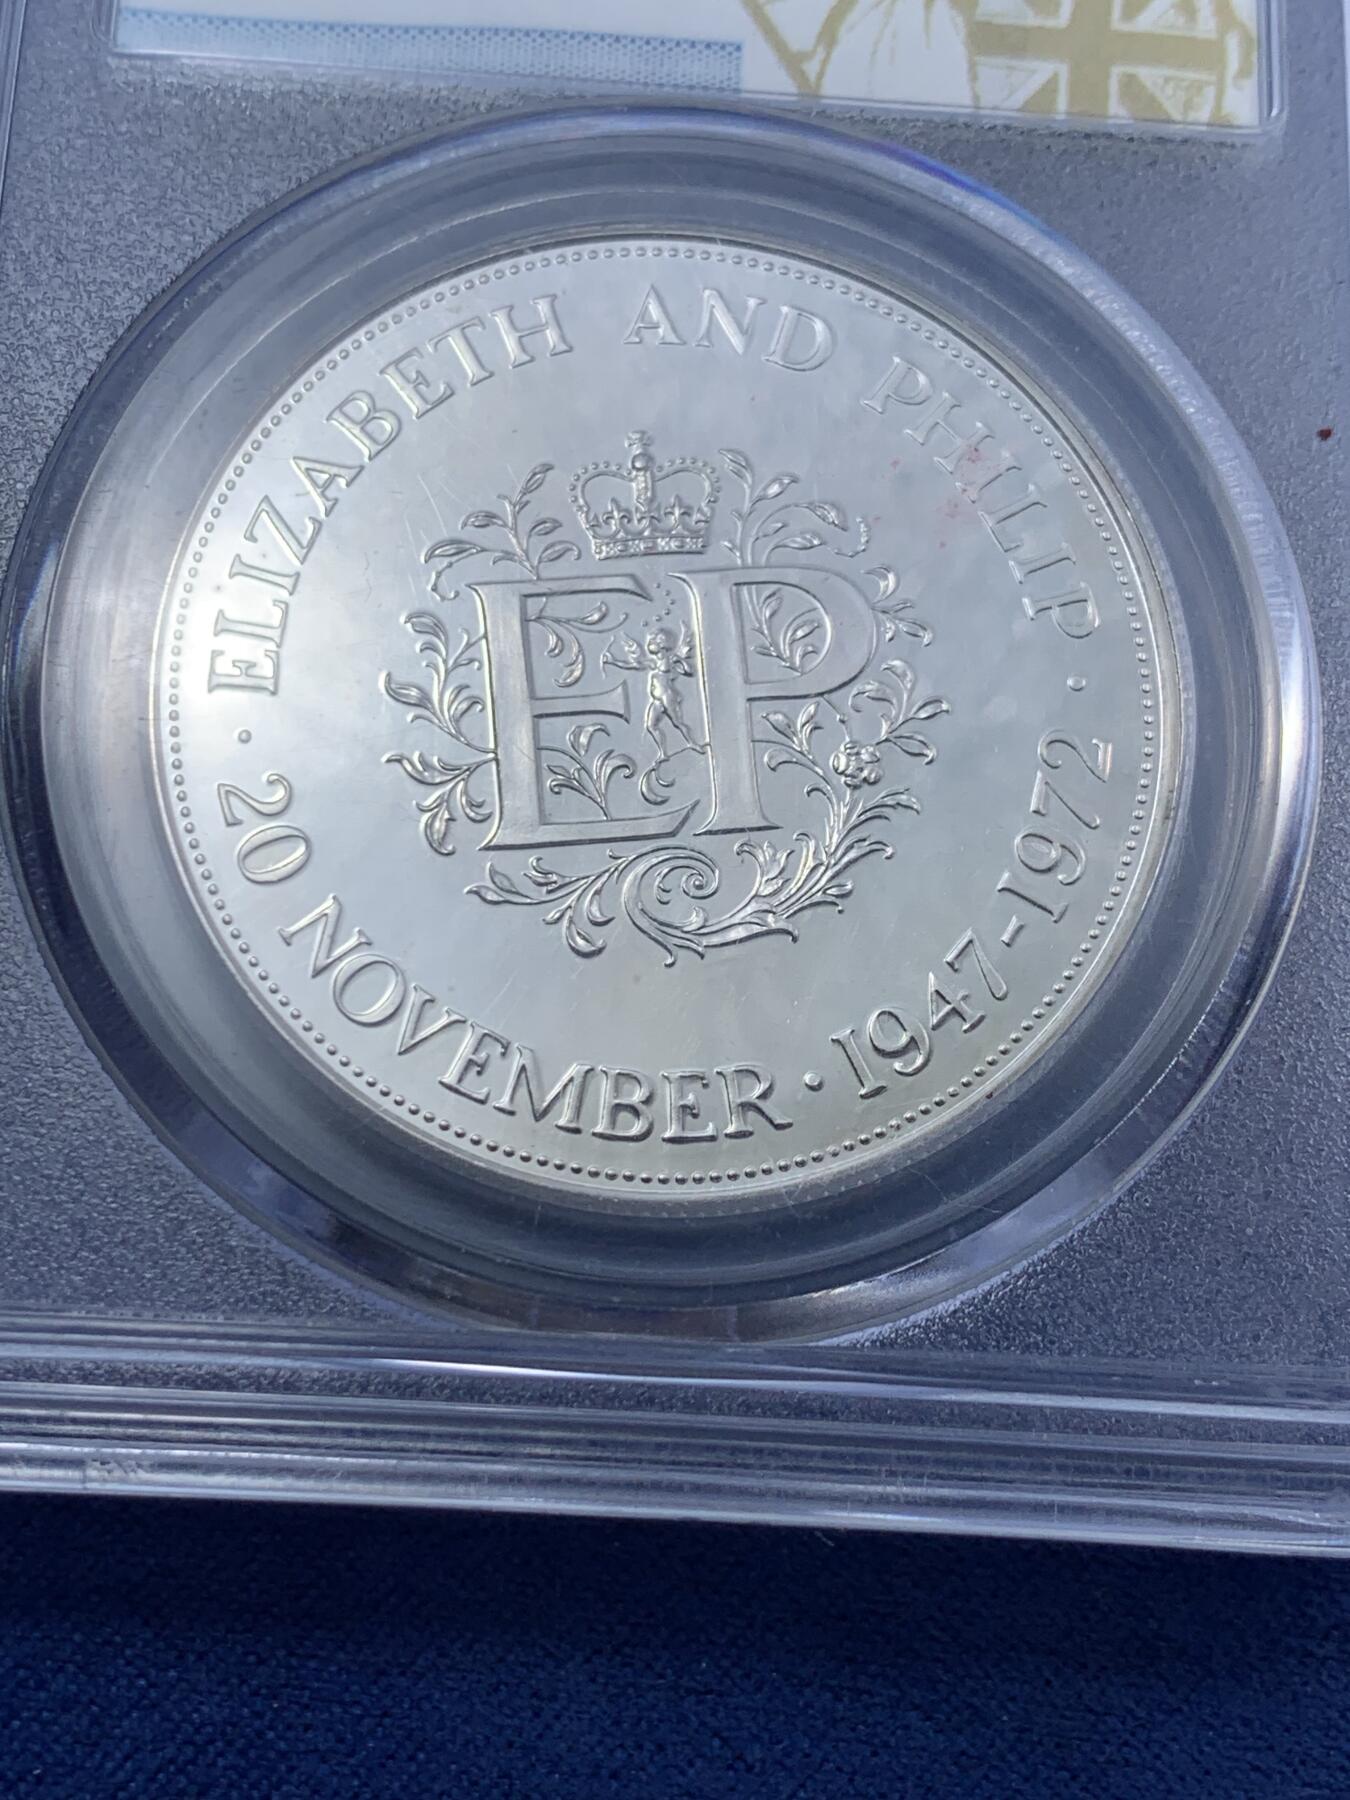 ELIZABETH AND PHILIP
· 20 NOVEMBER · 1947-1972 ·
EP